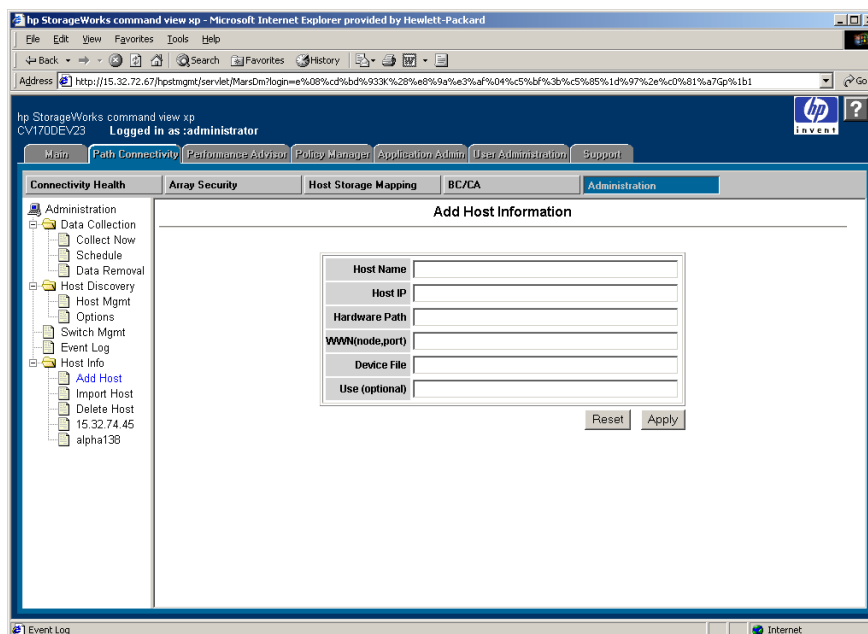 hp StorageWorks command view xp - Microsoft Internet Explorer provided by Hewlett-Packard
File Edit View Favorites Tools Help
Back Search Favorites History
Address http://15.32.72.67/hpstmgmt/servlet/MarsDm?login=e%08%cd%bd%933K%28%e8%9a%e3%af%04%c5%bf%3b%c5%85%1d%97%2e%c0%81%a7Gp%1b1 Go
hp StorageWorks command view xp
CV170DEV23 Logged in as :administrator
hp
invent
?
Main Path Connectivity Performance Advisor Policy Manager Application Admin User Administration Support
Connectivity Health Array Security Host Storage Mapping BC/CA Administration
Administration
Data Collection
Collect Now
Schedule
Data Removal
Host Discovery
Host Mgmt
Options
Switch Mgmt
Event Log
Host Info
Add Host
Import Host
Delete Host
15.32.74.45
alpha138
Add Host Information
Host Name
Host IP
Hardware Path
WWN(node,port)
Device File
Use (optional)
Reset Apply
Event Log Internet